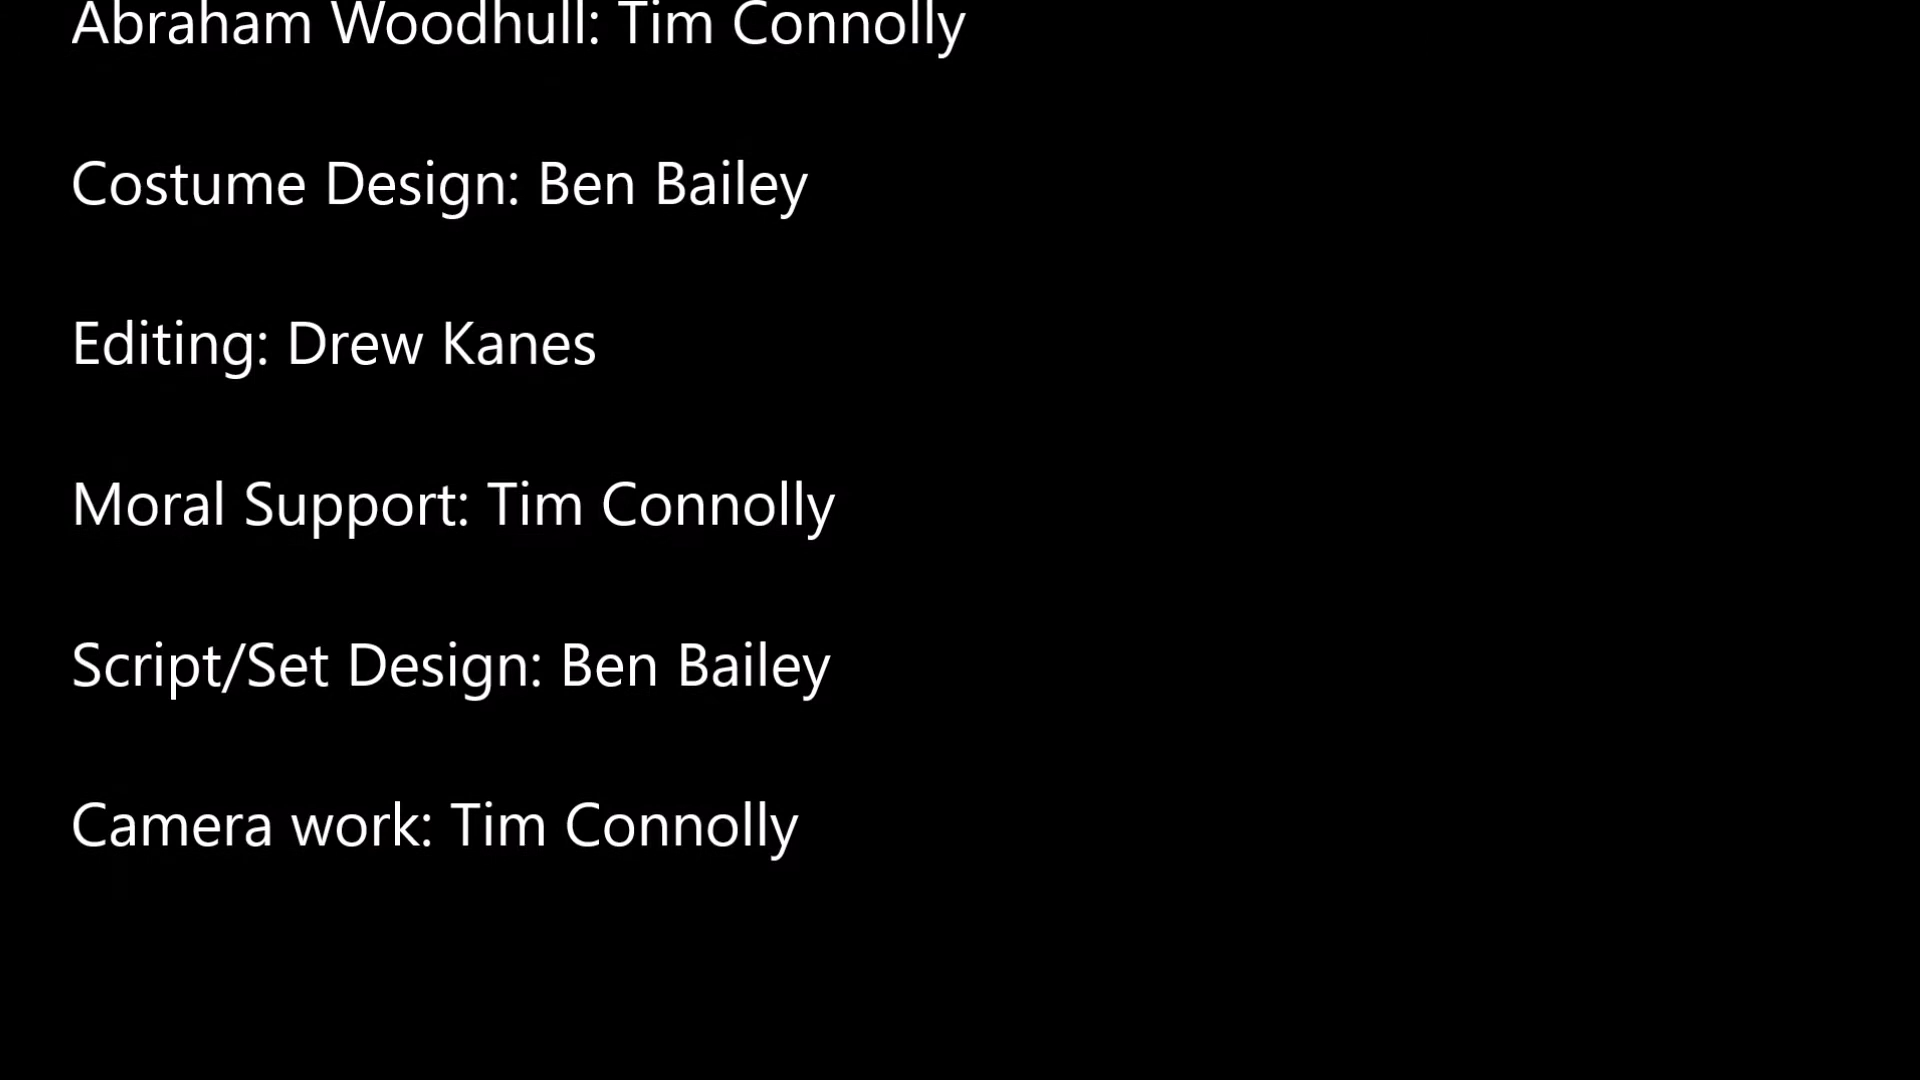 Abraham Woodhull: Tim Connolly
Costume Design: Ben Bailey
Editing: Drew Kanes
Moral Support: Tim Connolly
Script/Set Design: Ben Bailey
Camera work: Tim Connolly